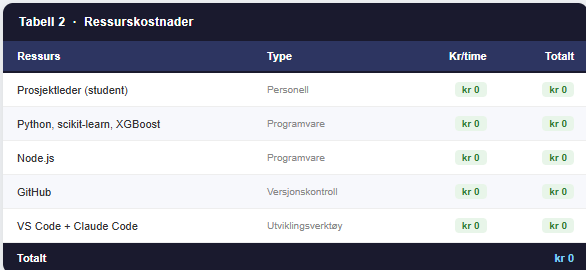 Tabell 2 · Ressurskostnader
Ressurs Type Kr/time Totalt
Prosjektleder (student) Personell kr 0 kr 0
Python, scikit-learn, XGBoost Programvare kr 0 kr 0
Node.js Programvare kr 0 kr 0
GitHub Versjonskontroll kr 0 kr 0
VS Code + Claude Code Utviklingsverktøy kr 0 kr 0
Totalt kr 0